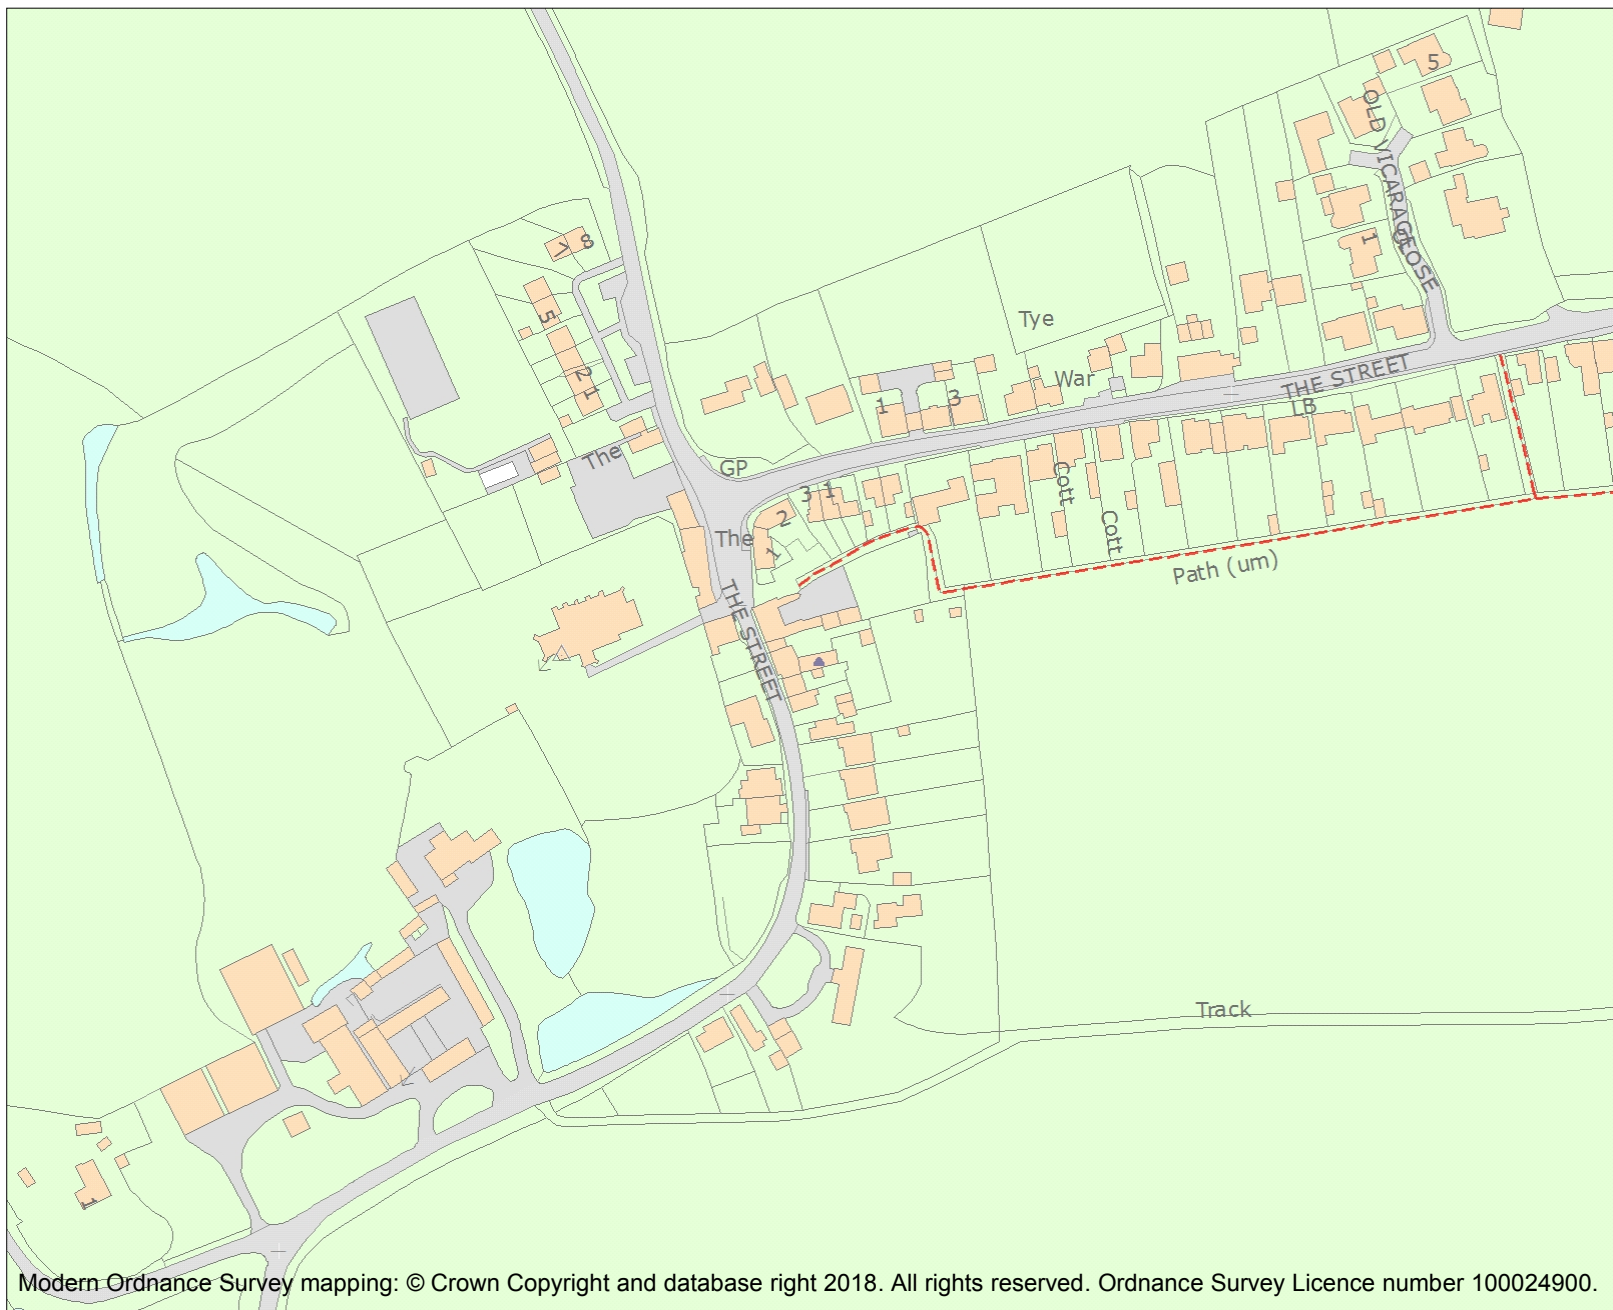 5
OLD VICARAGE
CLOSE
1
8
7
5
2
1
Tye
War
THE STREET
LB
1
3
The
GP
3
1
2
The
1
Cott
Cott
Path (um)
THE STREET
Track
1
Modern Ordnance Survey mapping: © Crown Copyright and database right 2018. All rights reserved. Ordnance Survey Licence number 100024900.